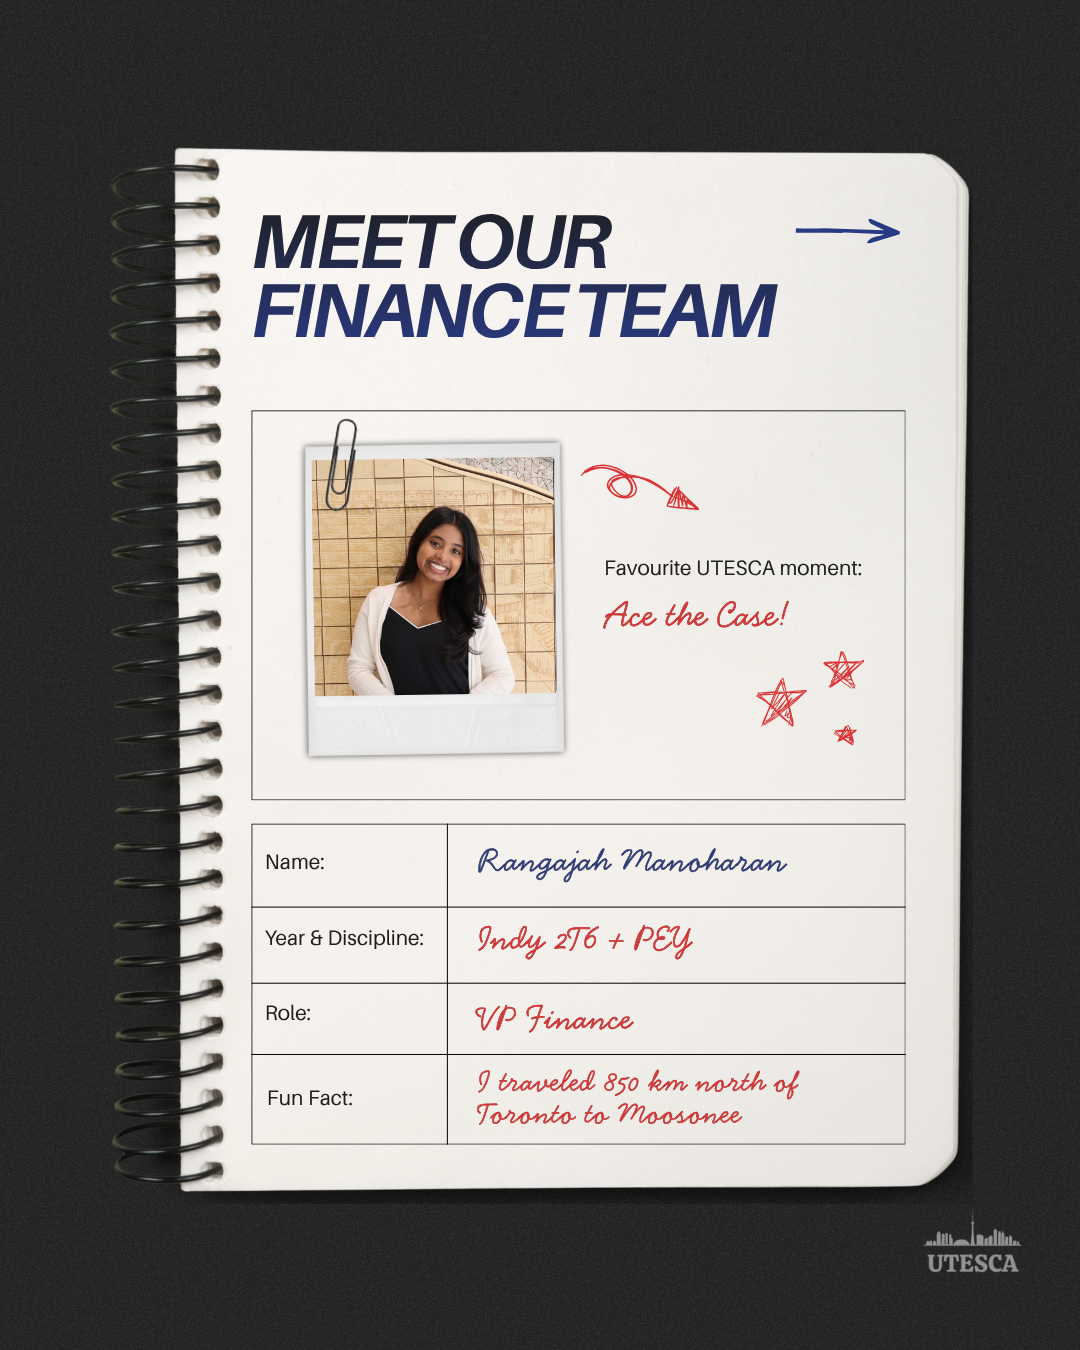 MEET OUR
FINANCE TEAM
Favourite UTESCA moment:
Ace the Case!
Name:
Rangajah Manoharan
Year & Discipline:
Indy 2T6 + PEY
Role:
VP Finance
Fun Fact:
I traveled 850 km north of
Toronto to Moosonee
UTESCA